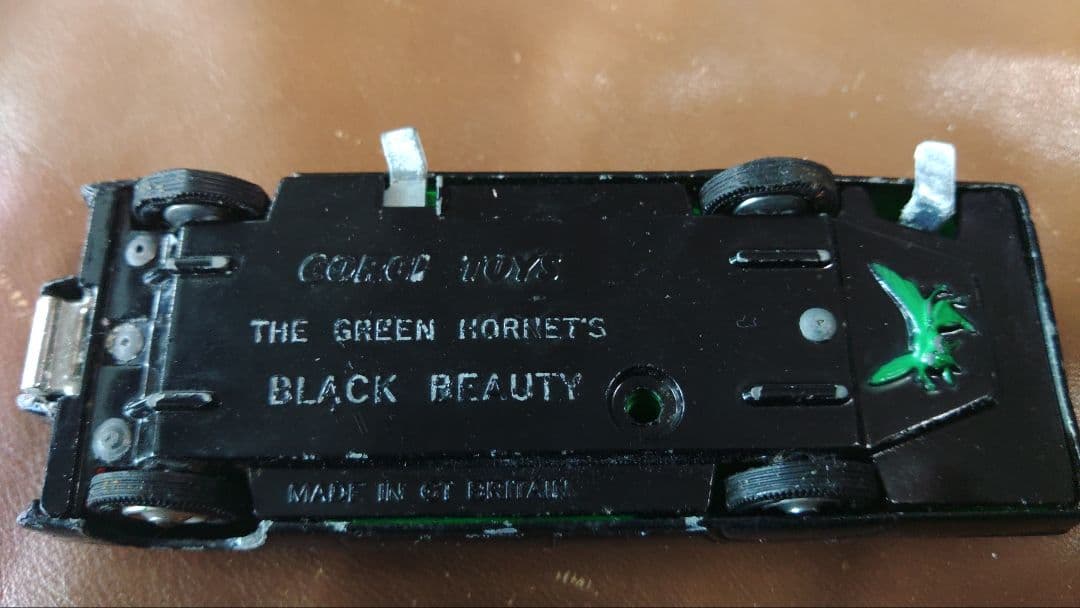 CORGI TOYS
THE GREEN HORNET'S
BLACK BEAUTY
MADE IN GT BRITAIN